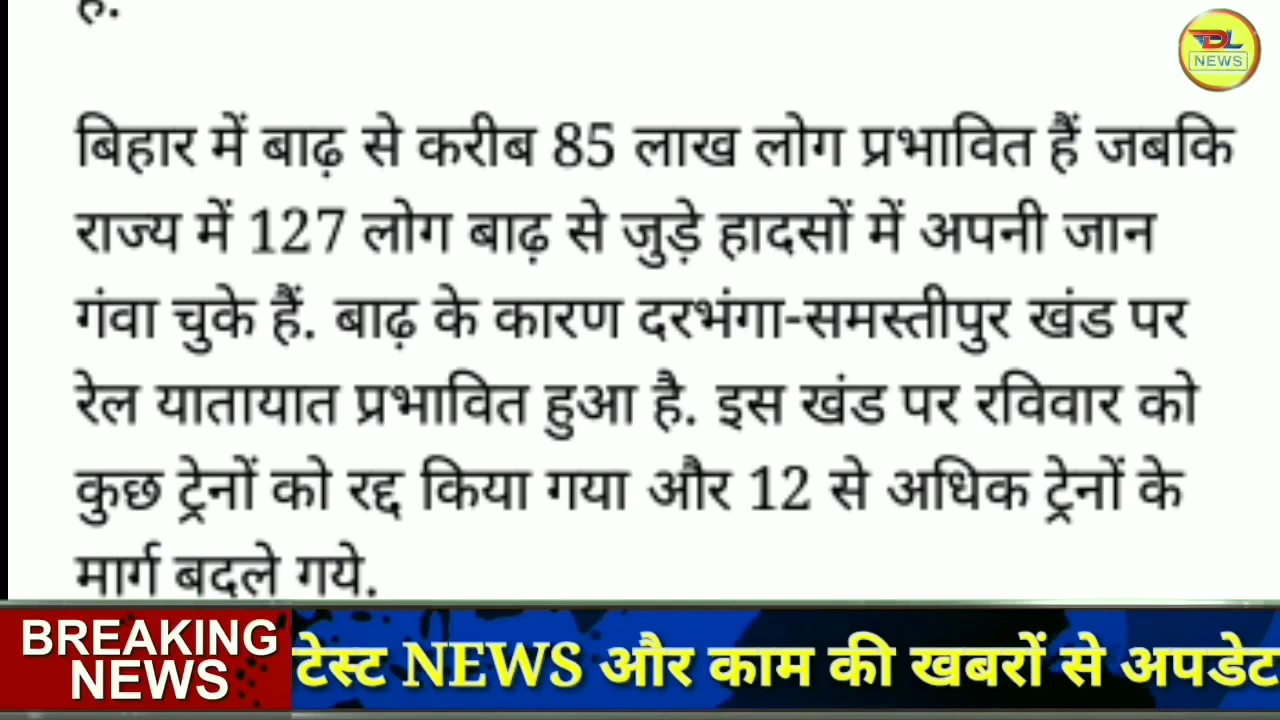 है.
DL
NEWS
बिहार में बाढ़ से करीब 85 लाख लोग प्रभावित हैं जबकि
राज्य में 127 लोग बाढ़ से जुड़े हादसों में अपनी जान
गंवा चुके हैं. बाढ़ के कारण दरभंगा-समस्तीपुर खंड पर
रेल यातायात प्रभावित हुआ है. इस खंड पर रविवार को
कुछ ट्रेनों को रद्द किया गया और 12 से अधिक ट्रेनों के
मार्ग बदले गये.
BREAKING
NEWS
टेस्ट NEWS और काम की खबरों से अपडेट